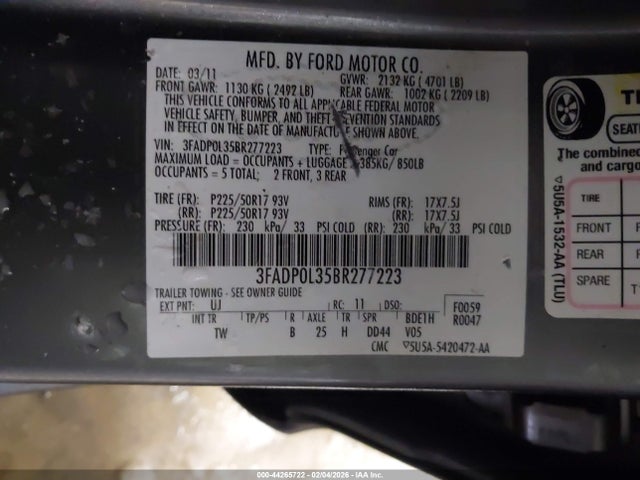 MFD. BY FORD MOTOR CO.
DATE: 03/11 GVWR: 2132 KG (4701 LB)
FRONT GAWR: 1130 KG (2492 LB) REAR GAWR: 1002 KG (2209 LB)
THIS VEHICLE CONFORMS TO ALL APPLICABLE FEDERAL MOTOR
VEHICLE SAFETY, BUMPER, AND THEFT PREVENTION STANDARDS
IN EFFECT ON THE DATE OF MANUFACTURE SHOWN ABOVE.
VIN: 3FADP0L35BR277223 TYPE: Passenger Car
MAXIMUM LOAD = OCCUPANTS + LUGGAGE = 385KG/ 850LB
OCCUPANTS = 5 TOTAL; 2 FRONT, 3 REAR
TIRE (FR): P225/50R17 93V RIMS (FR): 17X7.5J
(RR): P225/50R17 93V (RR): 17X7.5J
PRESSURE (FR): 230 kPa/ 33 PSI COLD (RR): 230 kPa/33 PSI COLD
3FADP0L35BR277223
TRAILER TOWING - SEE OWNER GUIDE
EXT PNT: UJ RC: 11 DSO: F0059
INT TR TP/PS R AXLE TR SPR BDE1H R0047
TW B 25 H DD44 V05
CMC ▽5U5A-5420472-AA
SEATI
The combined
and cargo
▽5U5A-1532-AA (TLU)
TIRE
FRONT
REAR
SPARE
000-44265722 - 02/04/2026 - IAA Inc.